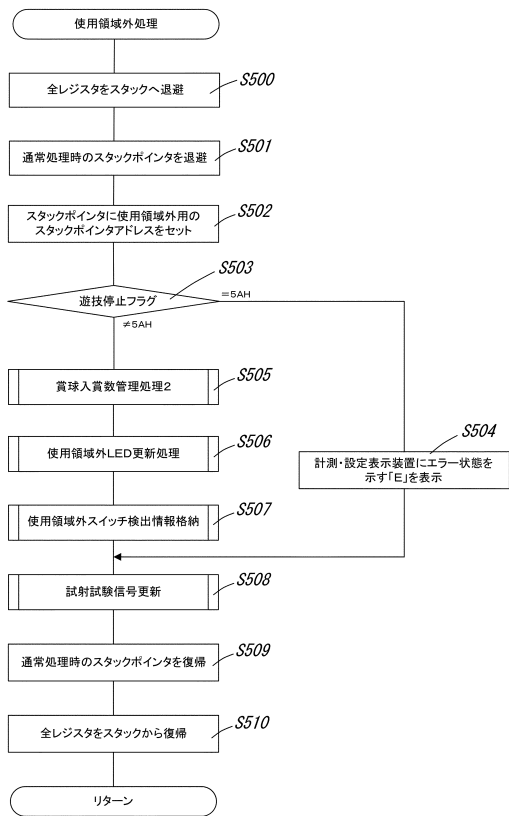 使用領域外処理
S500
全レジスタをスタックへ退避
S501
通常処理時のスタックポインタを退避
S502
スタックポインタに使用領域外用の
スタックポインタアドレスをセット
S503
遊技停止フラグ
=5AH
≠5AH
S505
賞球入賞数管理処理2
S504
計測・設定表示装置にエラー状態を
示す「E」を表示
S506
使用領域外LED更新処理
S507
使用領域外スイッチ検出情報格納
S508
試射試験信号更新
S509
通常処理時のスタックポインタを復帰
S510
全レジスタをスタックから復帰
リターン